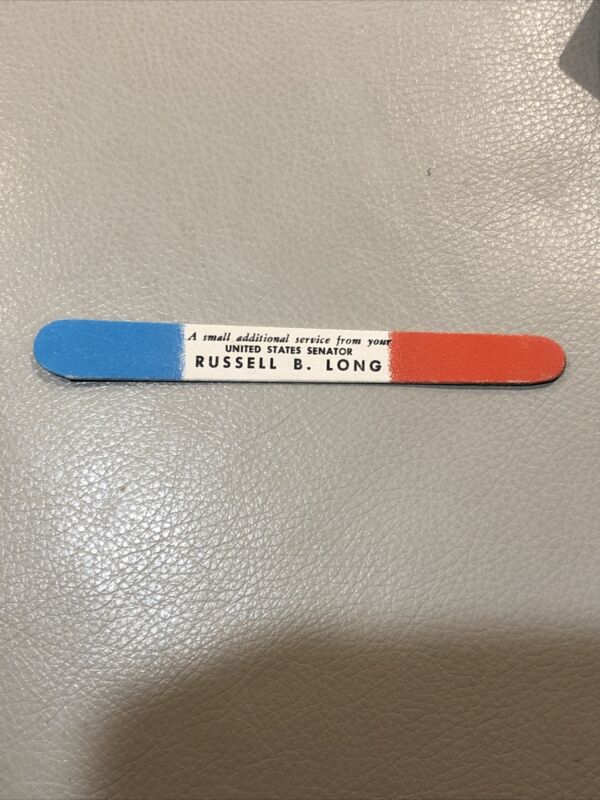 A small additional service from your
UNITED STATES SENATOR
RUSSELL B. LONG